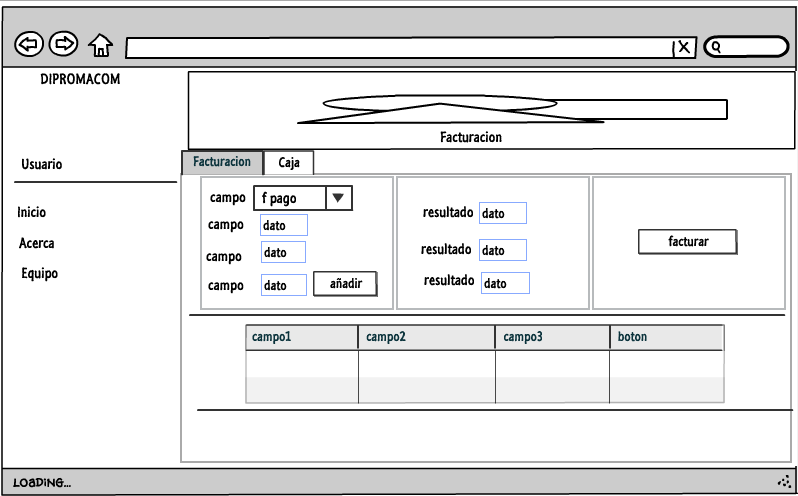 DIPROMACOM
Facturacion
Usuario
Inicio
Acerca
Equipo
Facturacion Caja
campo f pago
campo dato
campo dato
campo dato añadir
resultado dato
resultado dato
resultado dato
facturar
campo1 campo2 campo3 boton
LOADING...